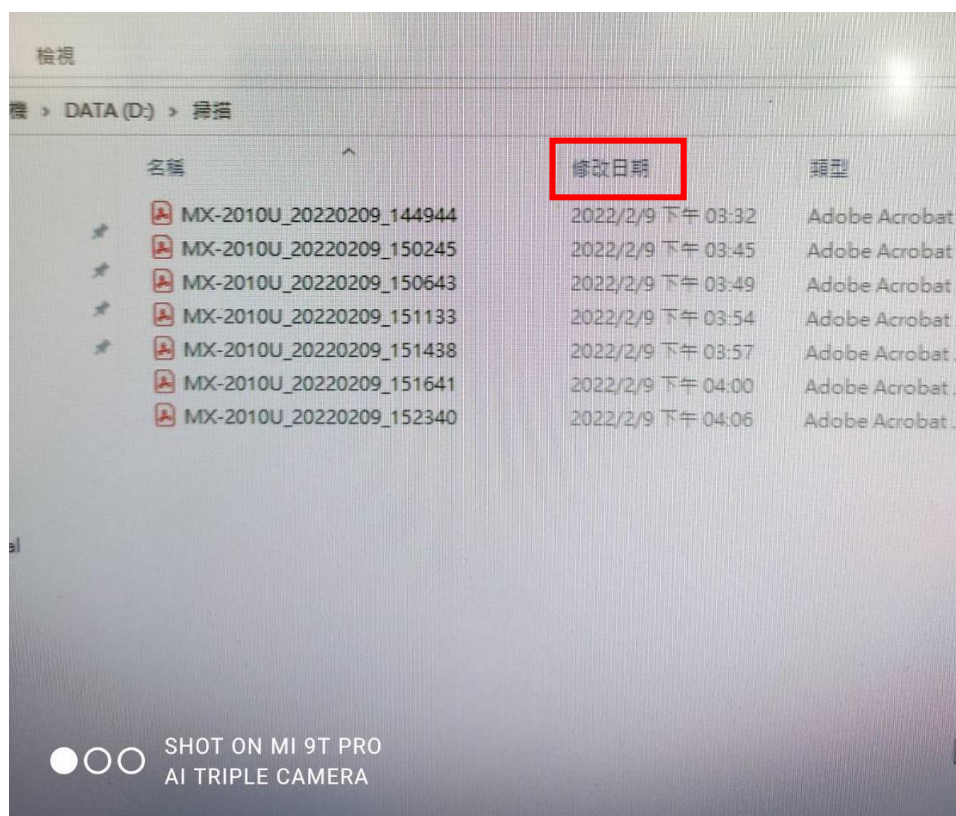 檢視
機 > DATA (D:) > 掃描
名稱 修改日期 類型
MX-2010U_20220209_144944 2022/2/9 下午 03:32 Adobe Acrobat
MX-2010U_20220209_150245 2022/2/9 下午 03:45 Adobe Acrobat
MX-2010U_20220209_150643 2022/2/9 下午 03:49 Adobe Acrobat
MX-2010U_20220209_151133 2022/2/9 下午 03:54 Adobe Acrobat
MX-2010U_20220209_151438 2022/2/9 下午 03:57 Adobe Acrobat
MX-2010U_20220209_151641 2022/2/9 下午 04:00 Adobe Acrobat
MX-2010U_20220209_152340 2022/2/9 下午 04:06 Adobe Acrobat
al
SHOT ON MI 9T PRO
AI TRIPLE CAMERA